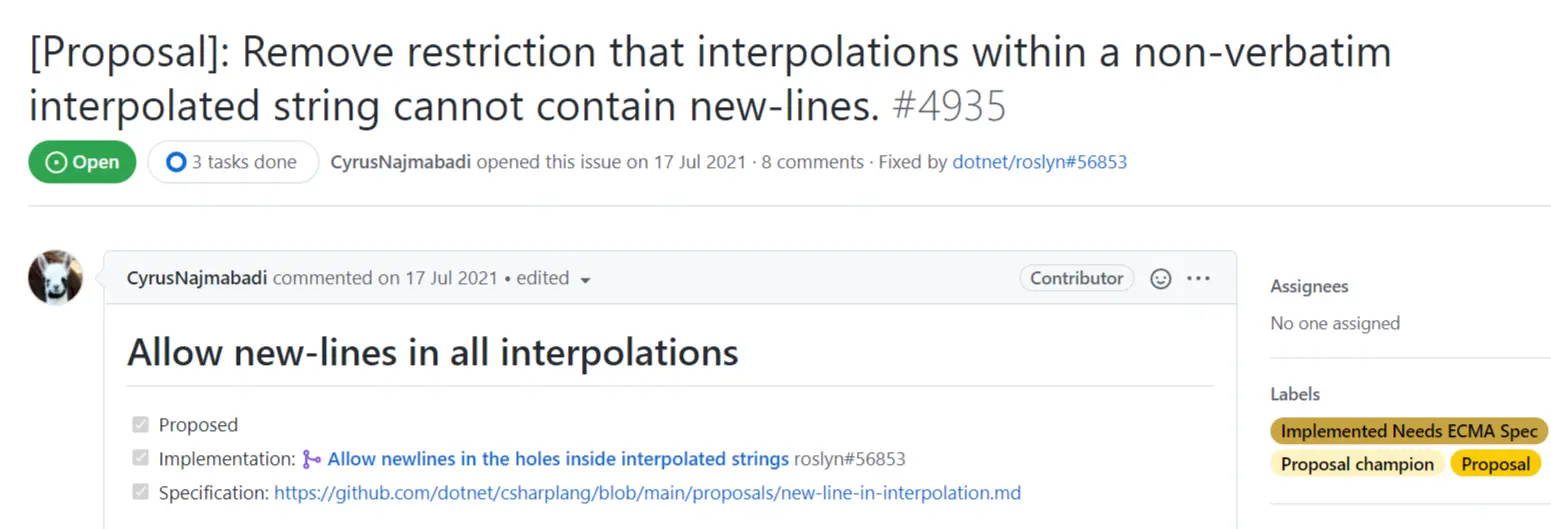 [Proposal]: Remove restriction that interpolations within a non-verbatim
interpolated string cannot contain new-lines. #4935
Open 3 tasks done CyrusNajmabadi opened this issue on 17 Jul 2021 · 8 comments · Fixed by dotnet/roslyn#56853
CyrusNajmabadi commented on 17 Jul 2021 • edited Contributor
Allow new-lines in all interpolations
Proposed
Implementation: Allow newlines in the holes inside interpolated strings roslyn#56853
Specification: https://github.com/dotnet/csharplang/blob/main/proposals/new-line-in-interpolation.md
Assignees
No one assigned
Labels
Implemented Needs ECMA Spec
Proposal champion Proposal